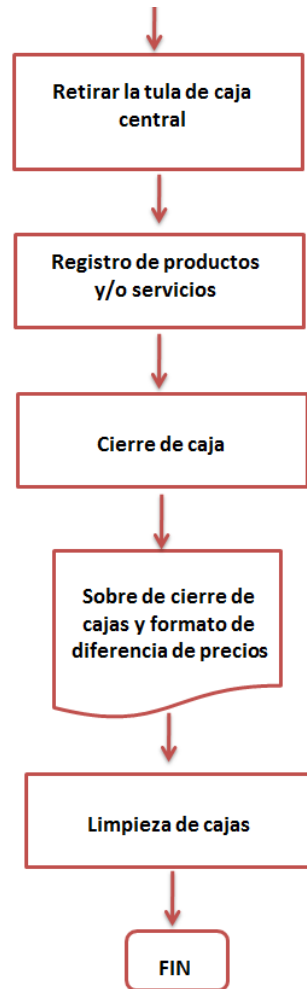 Retirar la tula de caja
central
Registro de productos
y/o servicios
Cierre de caja
Sobre de cierre de
cajas y formato de
diferencia de precios
Limpieza de cajas
FIN